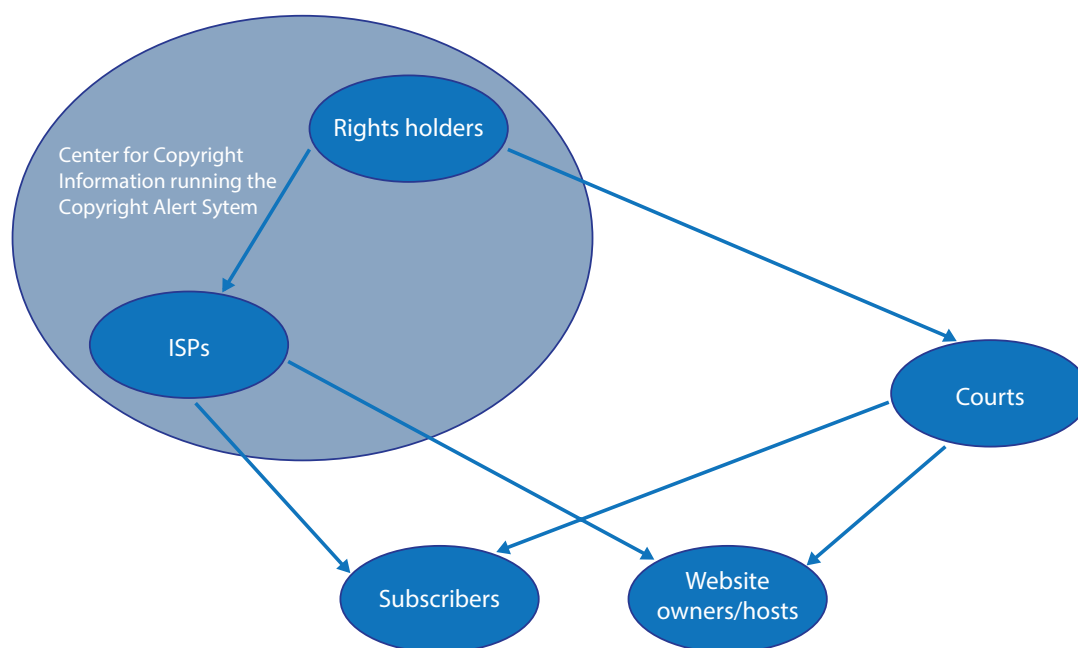 Rights holders
Center for Copyright
Information running the
Copyright Alert Sytem
ISPs
Courts
Subscribers
Website
owners/hosts